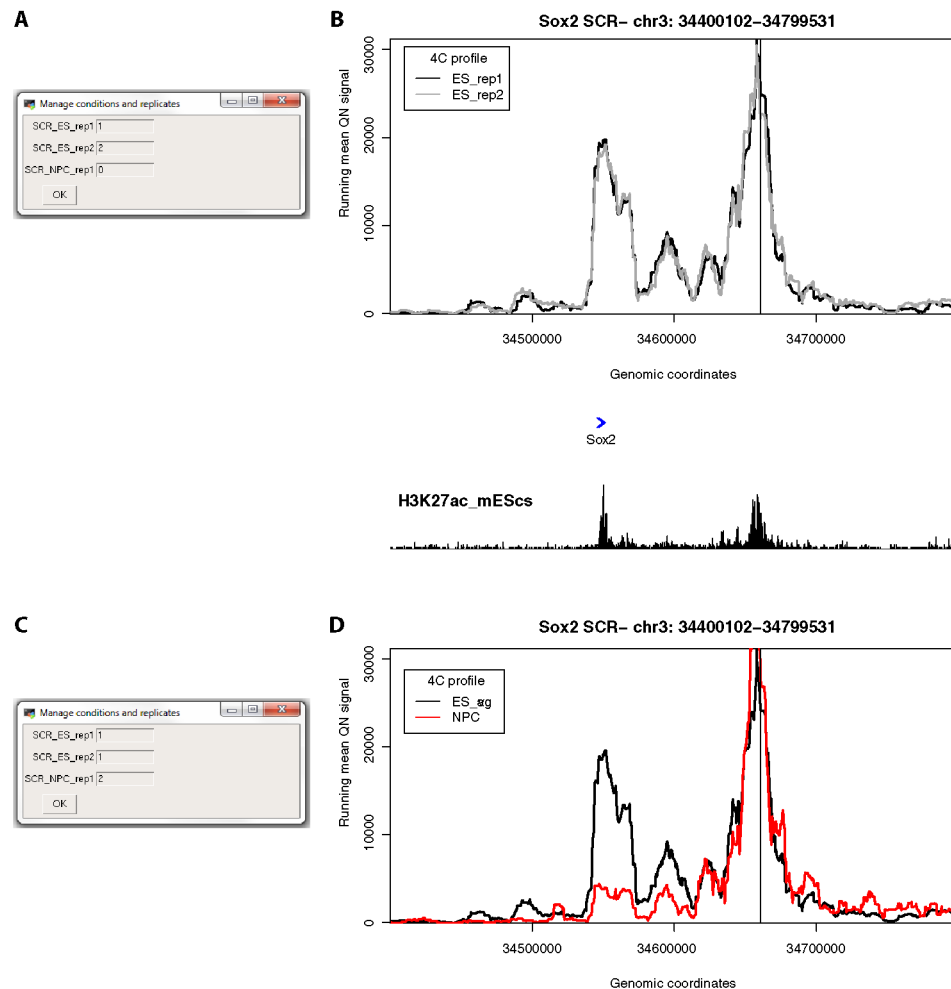 A
Manage conditions and replicates
SCR_ES_rep1 1
SCR_ES_rep2 2
SCR_NPC_rep1 0
OK
B
Sox2 SCR– chr3: 34400102–34799531
Running mean QN signal
30000
20000
10000
0
4C profile
ES_rep1
ES_rep2
34500000 34600000 34700000
Genomic coordinates
Sox2
H3K27ac_mEScs
C
Manage conditions and replicates
SCR_ES_rep1 1
SCR_ES_rep2 1
SCR_NPC_rep1 2
OK
D
Sox2 SCR– chr3: 34400102–34799531
Running mean QN signal
30000
20000
10000
0
4C profile
NPC
34500000 34600000 34700000
Genomic coordinates